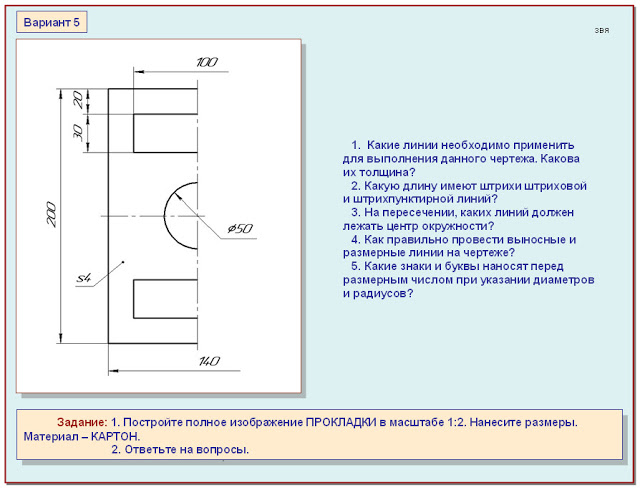 Вариант 5
звя
100
20
30
200
⌀50
s4
140
1. Какие линии необходимо применить
для выполнения данного чертежа. Какова
их толщина?
2. Какую длину имеют штрихи штриховой
и штрихпунктирной линий?
3. На пересечении, каких линий должен
лежать центр окружности?
4. Как правильно провести выносные и
размерные линии на чертеже?
5. Какие знаки и буквы наносят перед
размерным числом при указании диаметров
и радиусов?
Задание: 1. Постройте полное изображение ПРОКЛАДКИ в масштабе 1:2. Нанесите размеры.
Материал – КАРТОН.
2. Ответьте на вопросы.